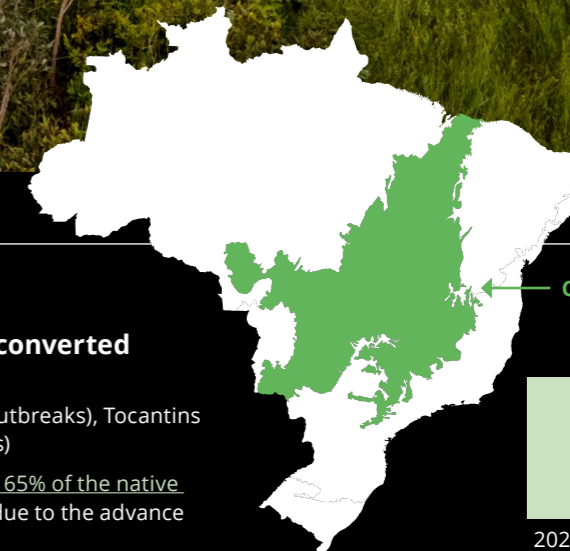 converted
utbreaks), Tocantins
s)
65% of the native
due to the advance
202